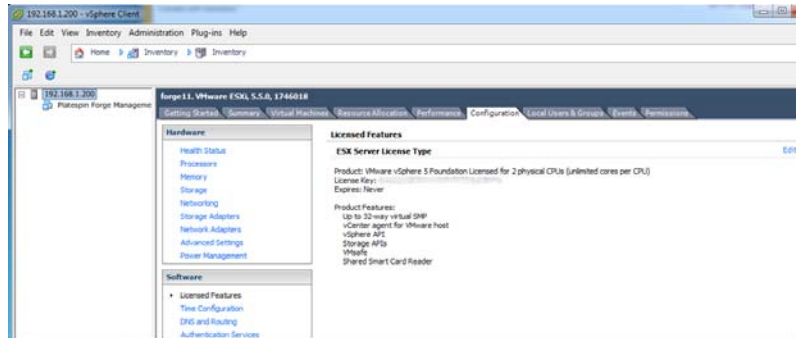 192.168.1.200 - vSphere Client
File Edit View Inventory Administration Plug-ins Help
Home Inventory Inventory
192.168.1.200
Platespin Forge Manageme
forge11. VMware ESXi, 5.5.0, 1746018
Getting Started Summary Virtual Machines Resource Allocation Performance Configuration Local Users & Groups Events Permissions
Hardware
Health Status
Processors
Memory
Storage
Networking
Storage Adapters
Network Adapters
Advanced Settings
Power Management
Software
Licensed Features
Time Configuration
DNS and Routing
Authentication Services
Licensed Features
ESX Server License Type
Edit
Product: VMware vSphere 5 Foundation Licensed for 2 physical CPUs (unlimited cores per CPU)
License Key:
Expires: Never
Product Features:
Up to 32-way virtual SMP
vCenter agent for VMware host
vSphere API
Storage APIs
VMsafe
Shared Smart Card Reader